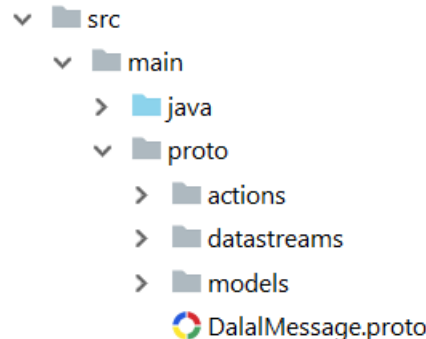 src
main
java
proto
actions
datastreams
models
DalalMessage.proto